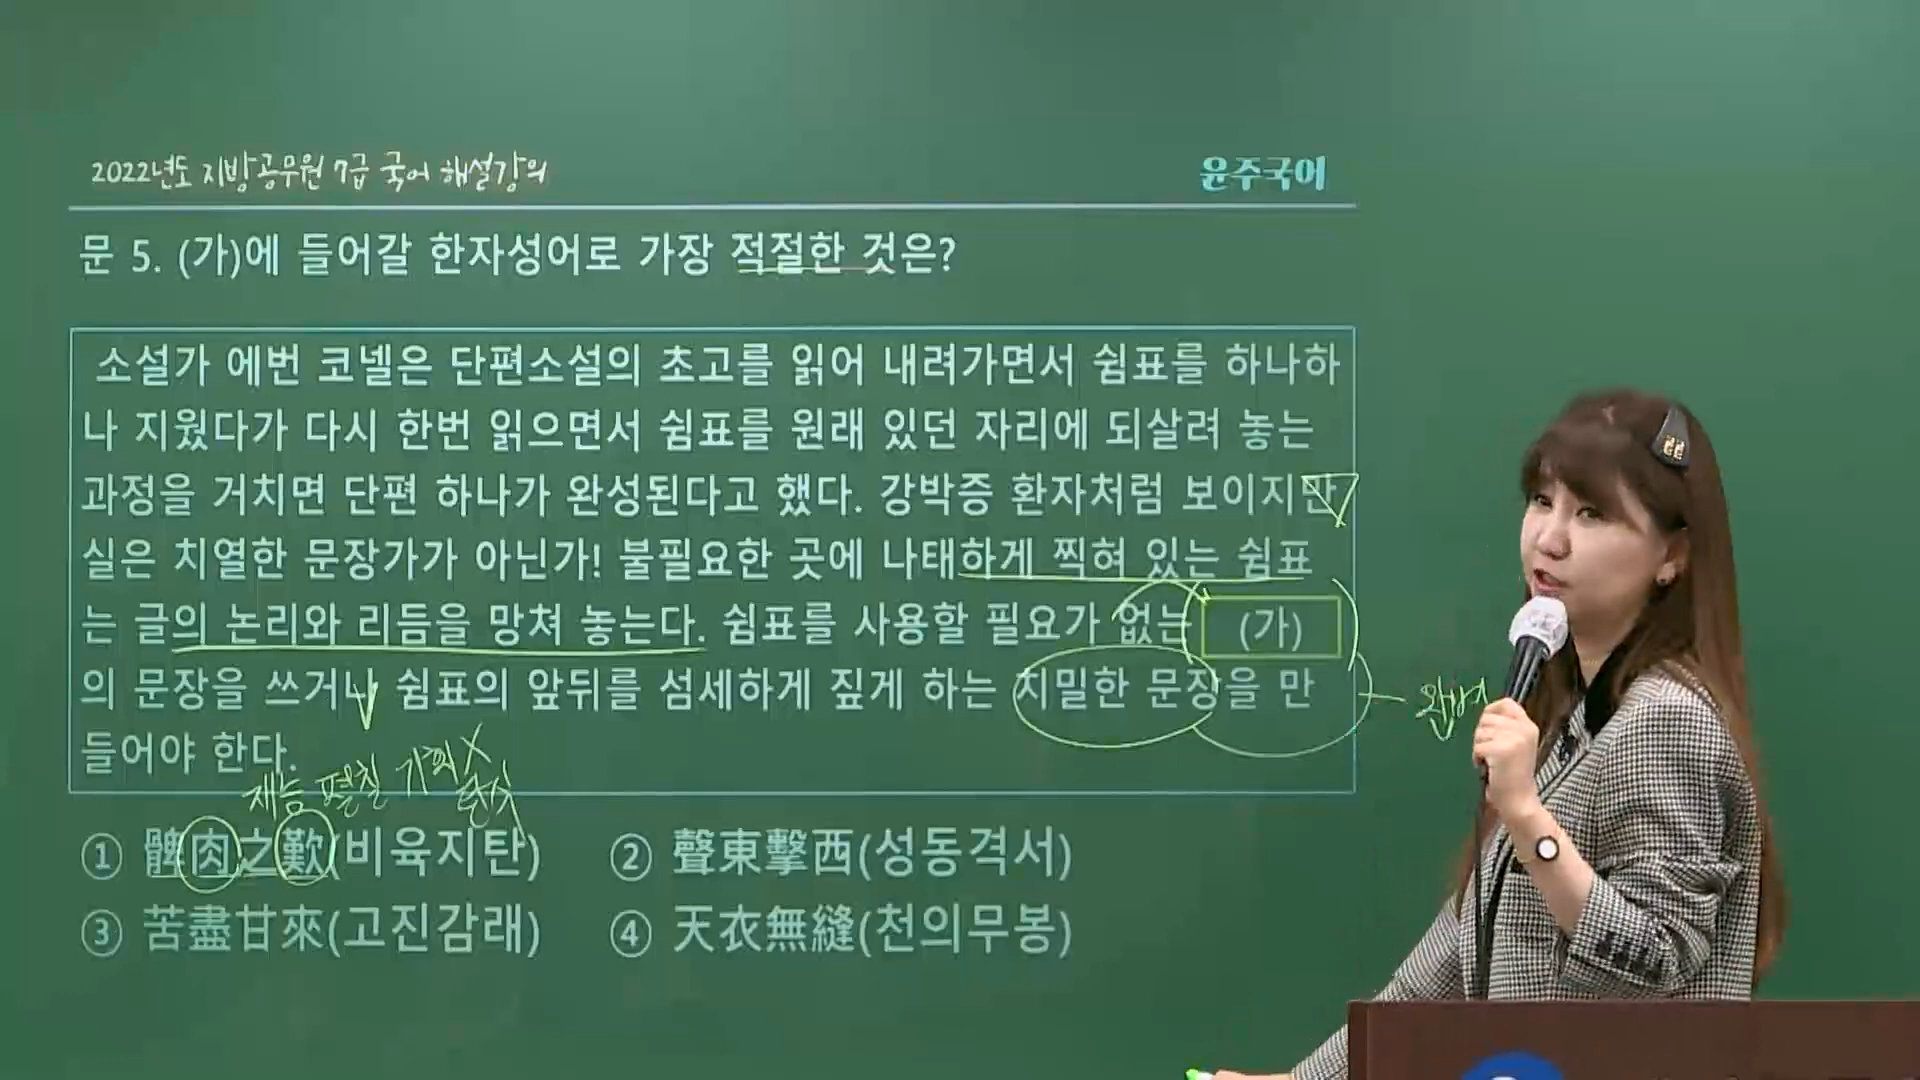 2022년도 지방공무원 7급 국어 해설강의
윤주국어
문 5. (가)에 들어갈 한자성어로 가장 적절한 것은?
소설가 에번 코넬은 단편소설의 초고를 읽어 내려가면서 쉼표를 하나하
나 지웠다가 다시 한번 읽으면서 쉼표를 원래 있던 자리에 되살려 놓는
과정을 거치면 단편 하나가 완성된다고 했다. 강박증 환자처럼 보이지만
실은 치열한 문장가가 아닌가! 불필요한 곳에 나태하게 찍혀 있는 쉼표
는 글의 논리와 리듬을 망쳐 놓는다. 쉼표를 사용할 필요가 없는 (가)
의 문장을 쓰거나 쉼표의 앞뒤를 섬세하게 짚게 하는 치밀한 문장을 만
완벽
들어야 한다.
재능 펼칠 기회 X
탄식
① 髀肉之歎(비육지탄)
② 聲東擊西(성동격서)
③ 苦盡甘來(고진감래)
④ 天衣無縫(천의무봉)